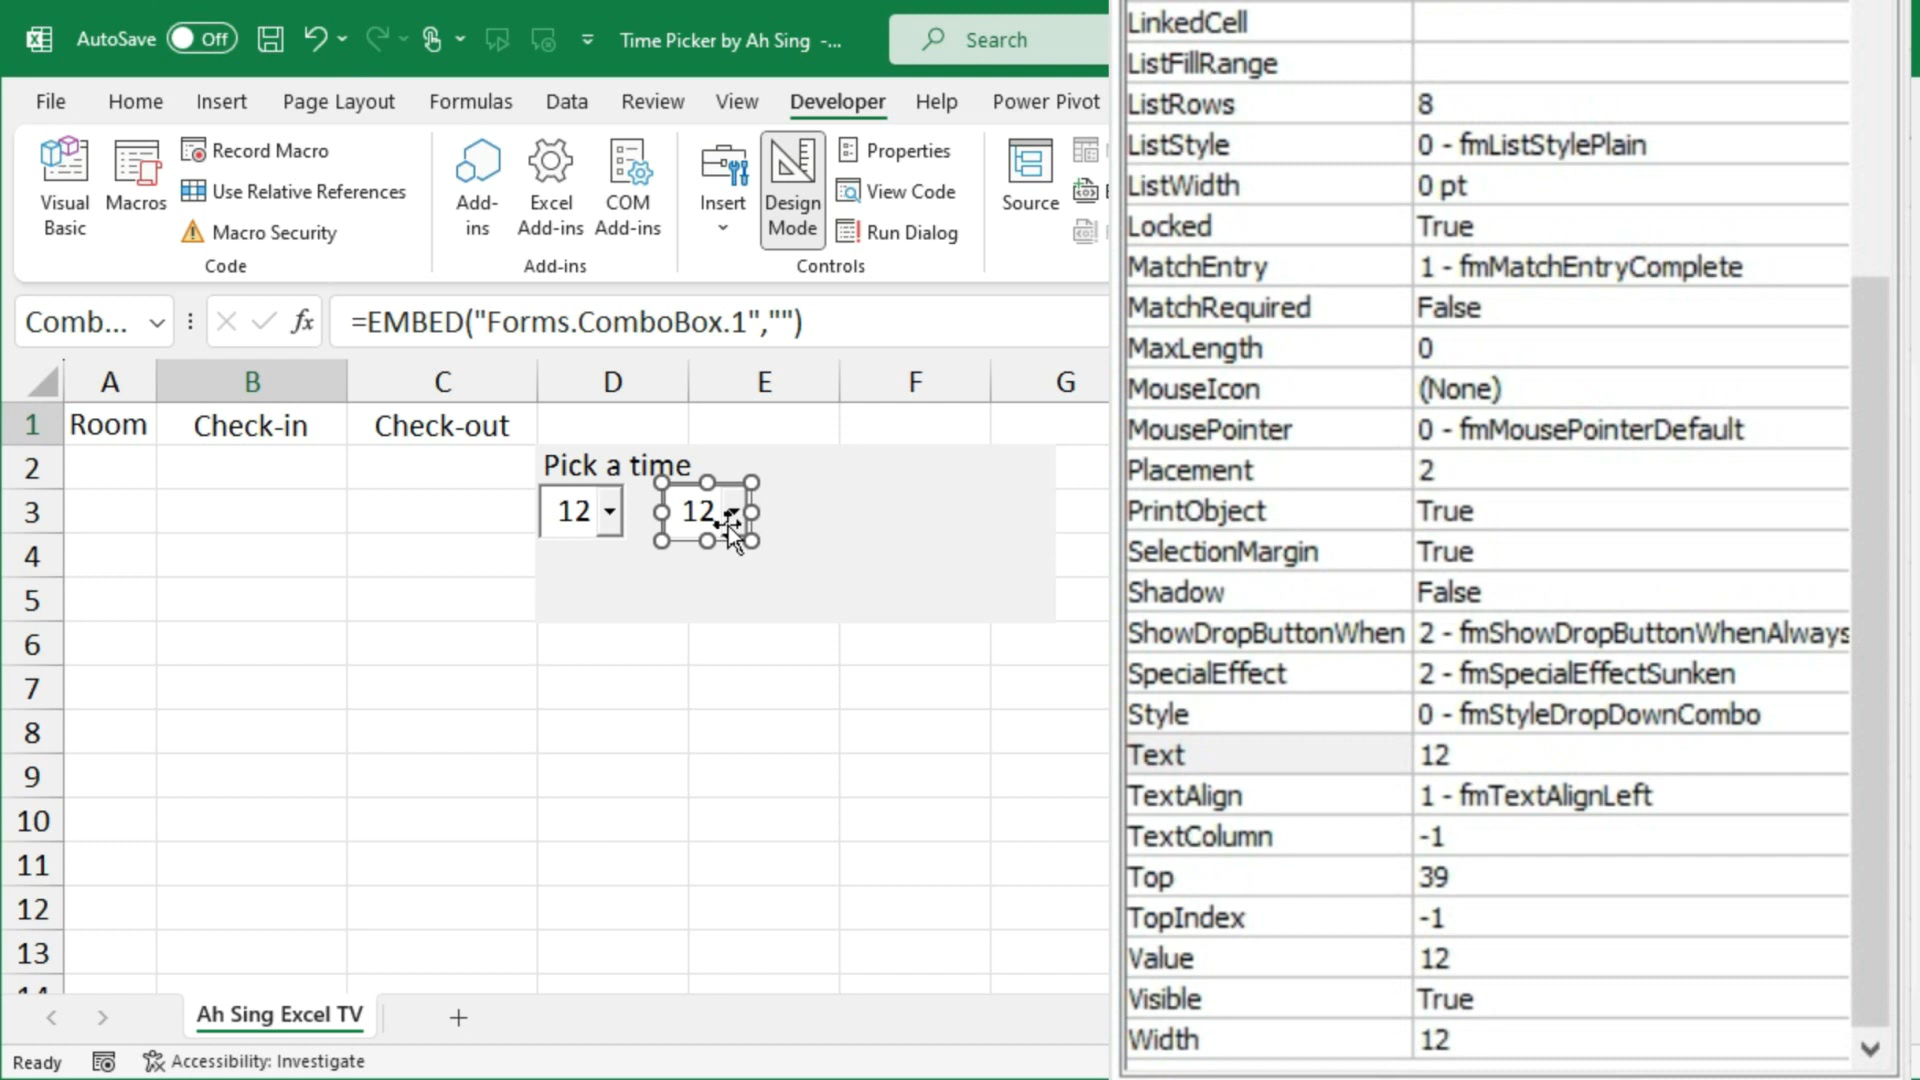 AutoSave Off Time Picker by Ah Sing -... Search
File Home Insert Page Layout Formulas Data Review View Developer Help Power Pivot
Visual Basic
Macros
Record Macro
Use Relative References
Macro Security
Code
Add-ins
Excel Add-ins
COM Add-ins
Add-ins
Insert
Design Mode
Properties
View Code
Run Dialog
Controls
Source
Comb... fx =EMBED("Forms.ComboBox.1","")
A B C D E F G
1 Room Check-in Check-out
2 Pick a time
3 12 12
4
5
6
7
8
9
10
11
12
13
14
Ah Sing Excel TV
Ready Accessibility: Investigate
LinkedCell
ListFillRange
ListRows 8
ListStyle 0 - fmListStylePlain
ListWidth 0 pt
Locked True
MatchEntry 1 - fmMatchEntryComplete
MatchRequired False
MaxLength 0
MouseIcon (None)
MousePointer 0 - fmMousePointerDefault
Placement 2
PrintObject True
SelectionMargin True
Shadow False
ShowDropButtonWhen 2 - fmShowDropButtonWhenAlways
SpecialEffect 2 - fmSpecialEffectSunken
Style 0 - fmStyleDropDownCombo
Text 12
TextAlign 1 - fmTextAlignLeft
TextColumn -1
Top 39
TopIndex -1
Value 12
Visible True
Width 12